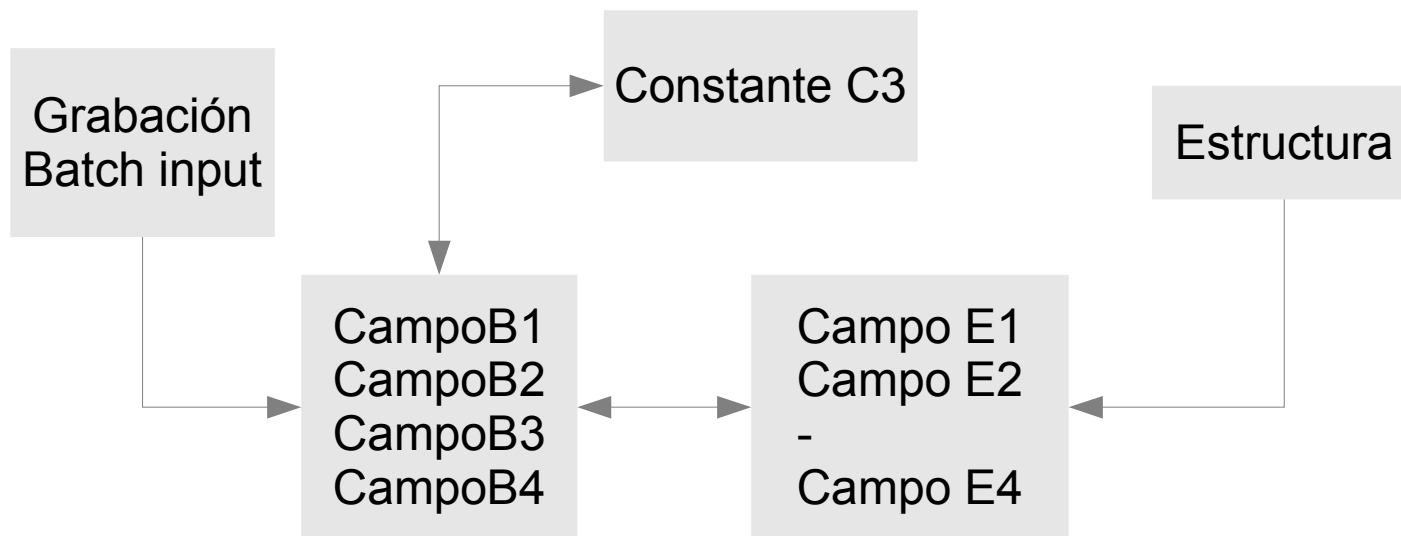 Constante C3
Grabación
Batch input
Estructura
CampoB1
CampoB2
CampoB3
CampoB4
Campo E1
Campo E2
-
Campo E4